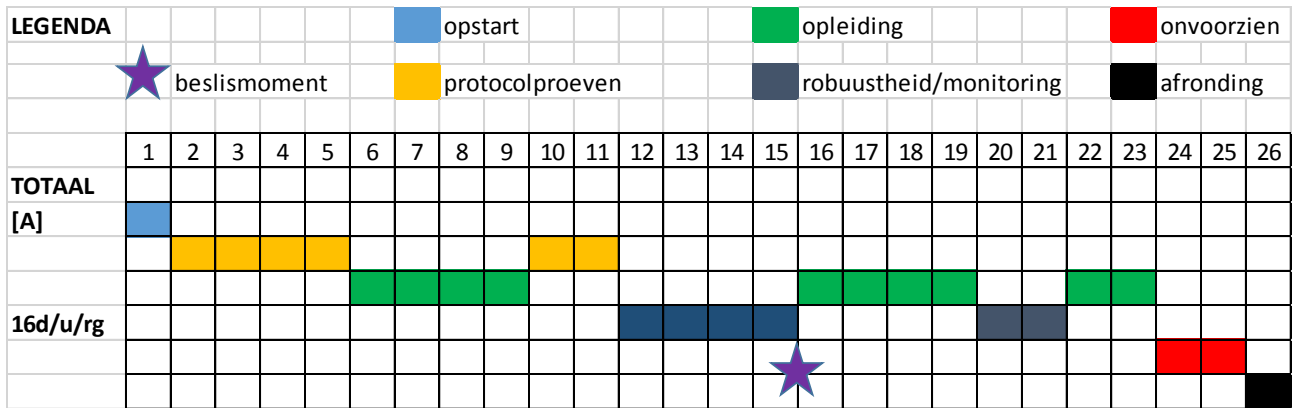 LEGENDA opstart opleiding onvoorzien
beslismoment protocolproeven robuustheid/monitoring afronding
1 2 3 4 5 6 7 8 9 10 11 12 13 14 15 16 17 18 19 20 21 22 23 24 25 26
TOTAAL
[A]
16d/u/rg